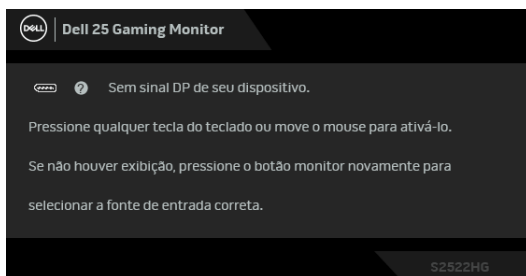 DELL
Dell 25 Gaming Monitor
Sem sinal DP de seu dispositivo.
Pressione qualquer tecla do teclado ou move o mouse para ativá-lo.
Se não houver exibição, pressione o botão monitor novamente para
selecionar a fonte de entrada correta.
S2522HG